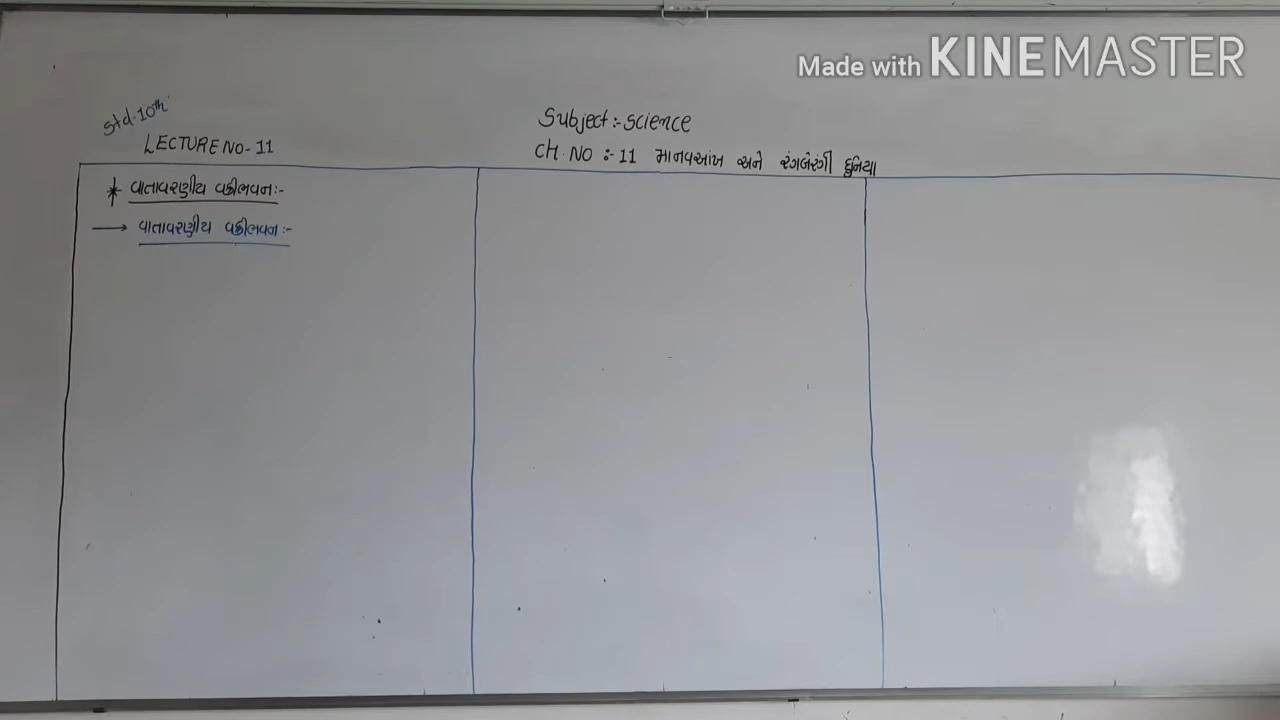 Made with KINEMASTER
Std.10th
LECTURE NO-11
Subject:-science
CH. NO :- 11 માનવઆંખ અને રંગબેરંગી દુનિયા
* વાતાવરણીય વક્રીભવન:-
→ વાતાવરણીય વક્રીભવન:-